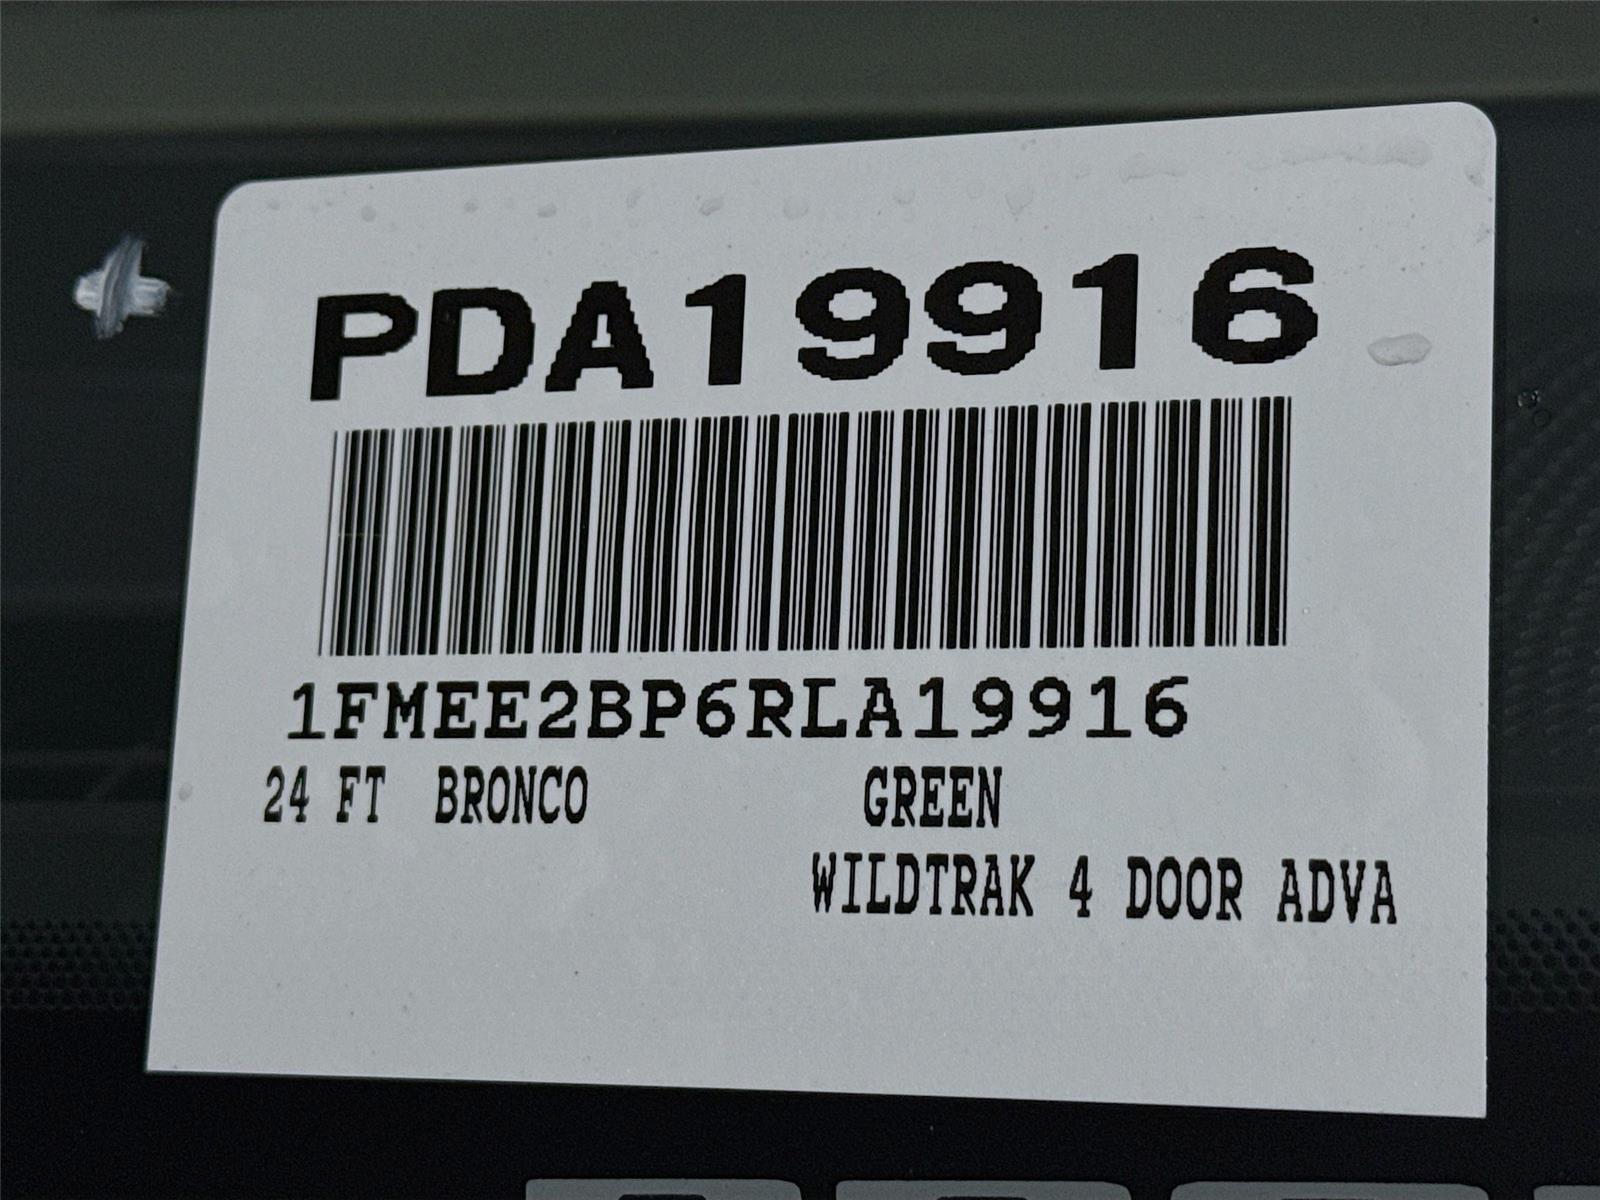 PDA19916
1FMEE2BP6RLA19916
24 FT BRONCO GREEN
WILDTRAK 4 DOOR ADVA